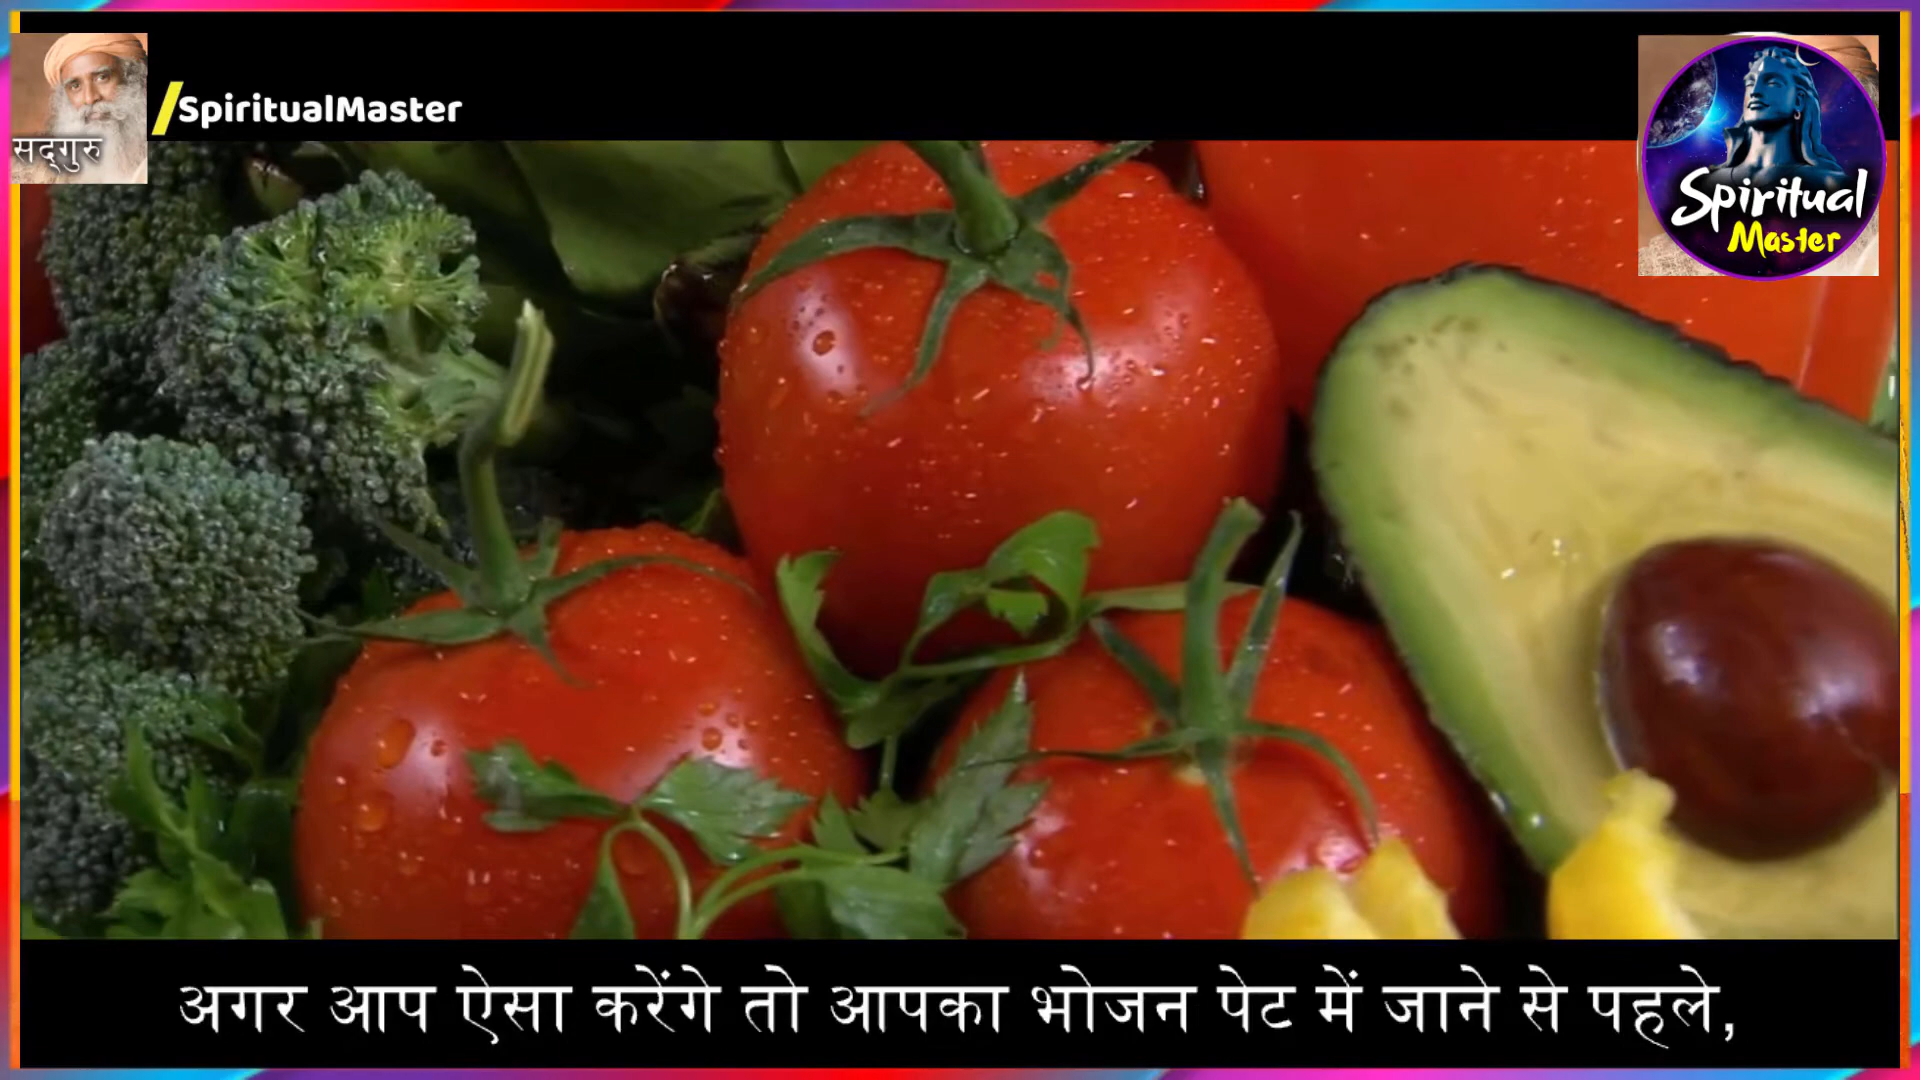 /SpiritualMaster
सद्गुरु
Spiritual
Master
अगर आप ऐसा करेंगे तो आपका भोजन पेट में जाने से पहले,